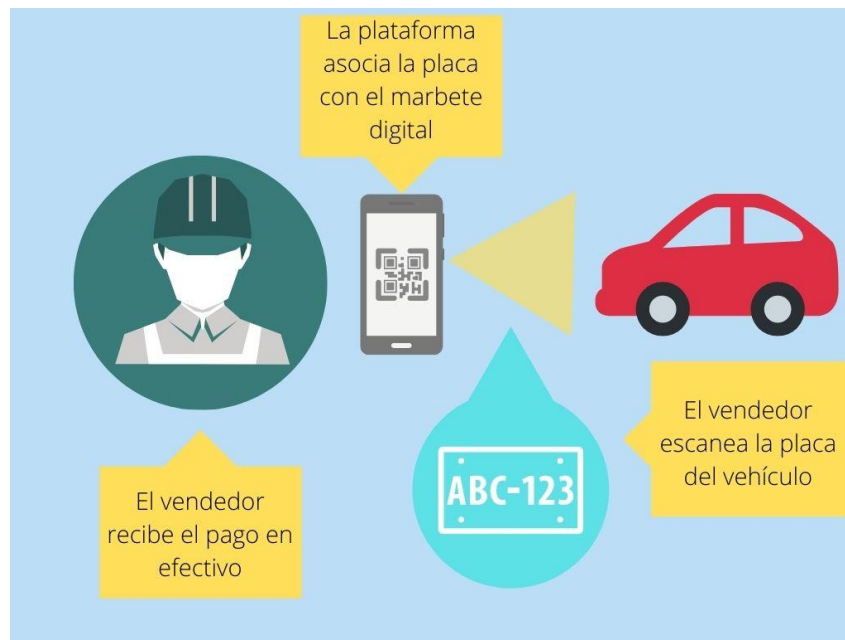 La plataforma
asocia la placa
con el marbete
digital
El vendedor
escanea la placa
del vehículo
ABC-123
El vendedor
recibe el pago en
efectivo